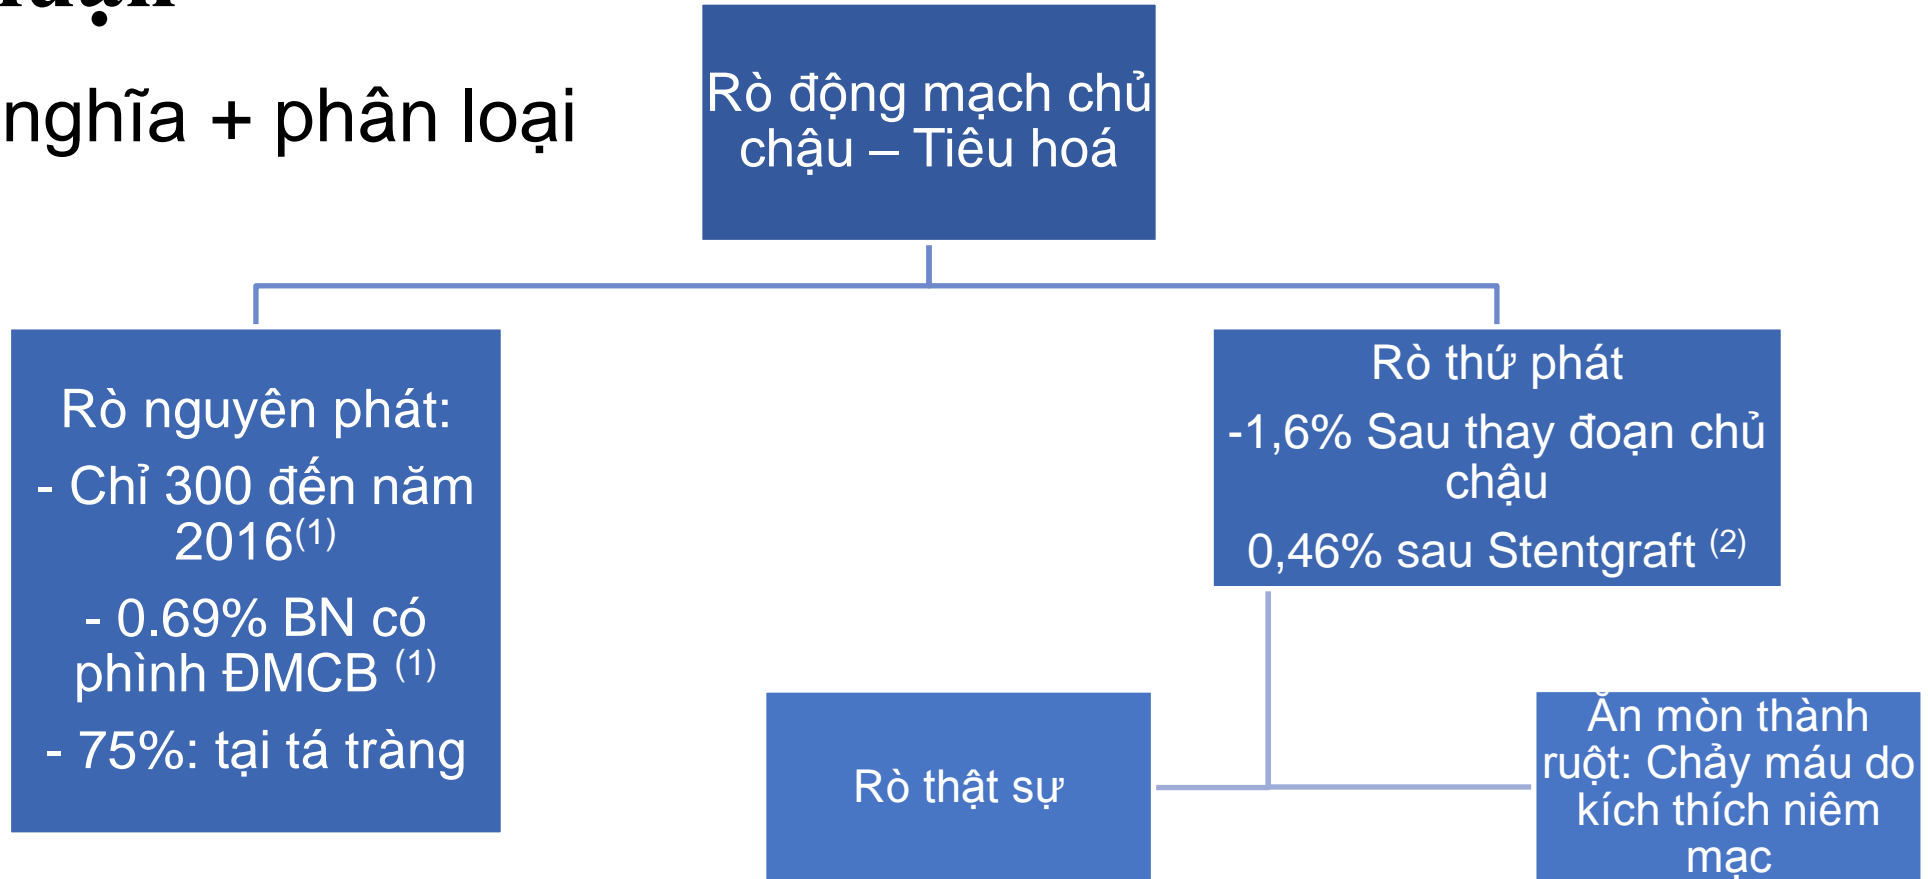 nghĩa + phân loại
Rò động mạch chủ
chậu – Tiêu hoá
Rò nguyên phát:
- Chỉ 300 đến năm
2016(1)
- 0.69% BN có
phình ĐMCB (1)
- 75%: tại tá tràng
Rò thứ phát
-1,6% Sau thay đoạn chủ
chậu
0,46% sau Stentgraft (2)
Rò thật sự
Ăn mòn thành
ruột: Chảy máu do
kích thích niêm
mạc